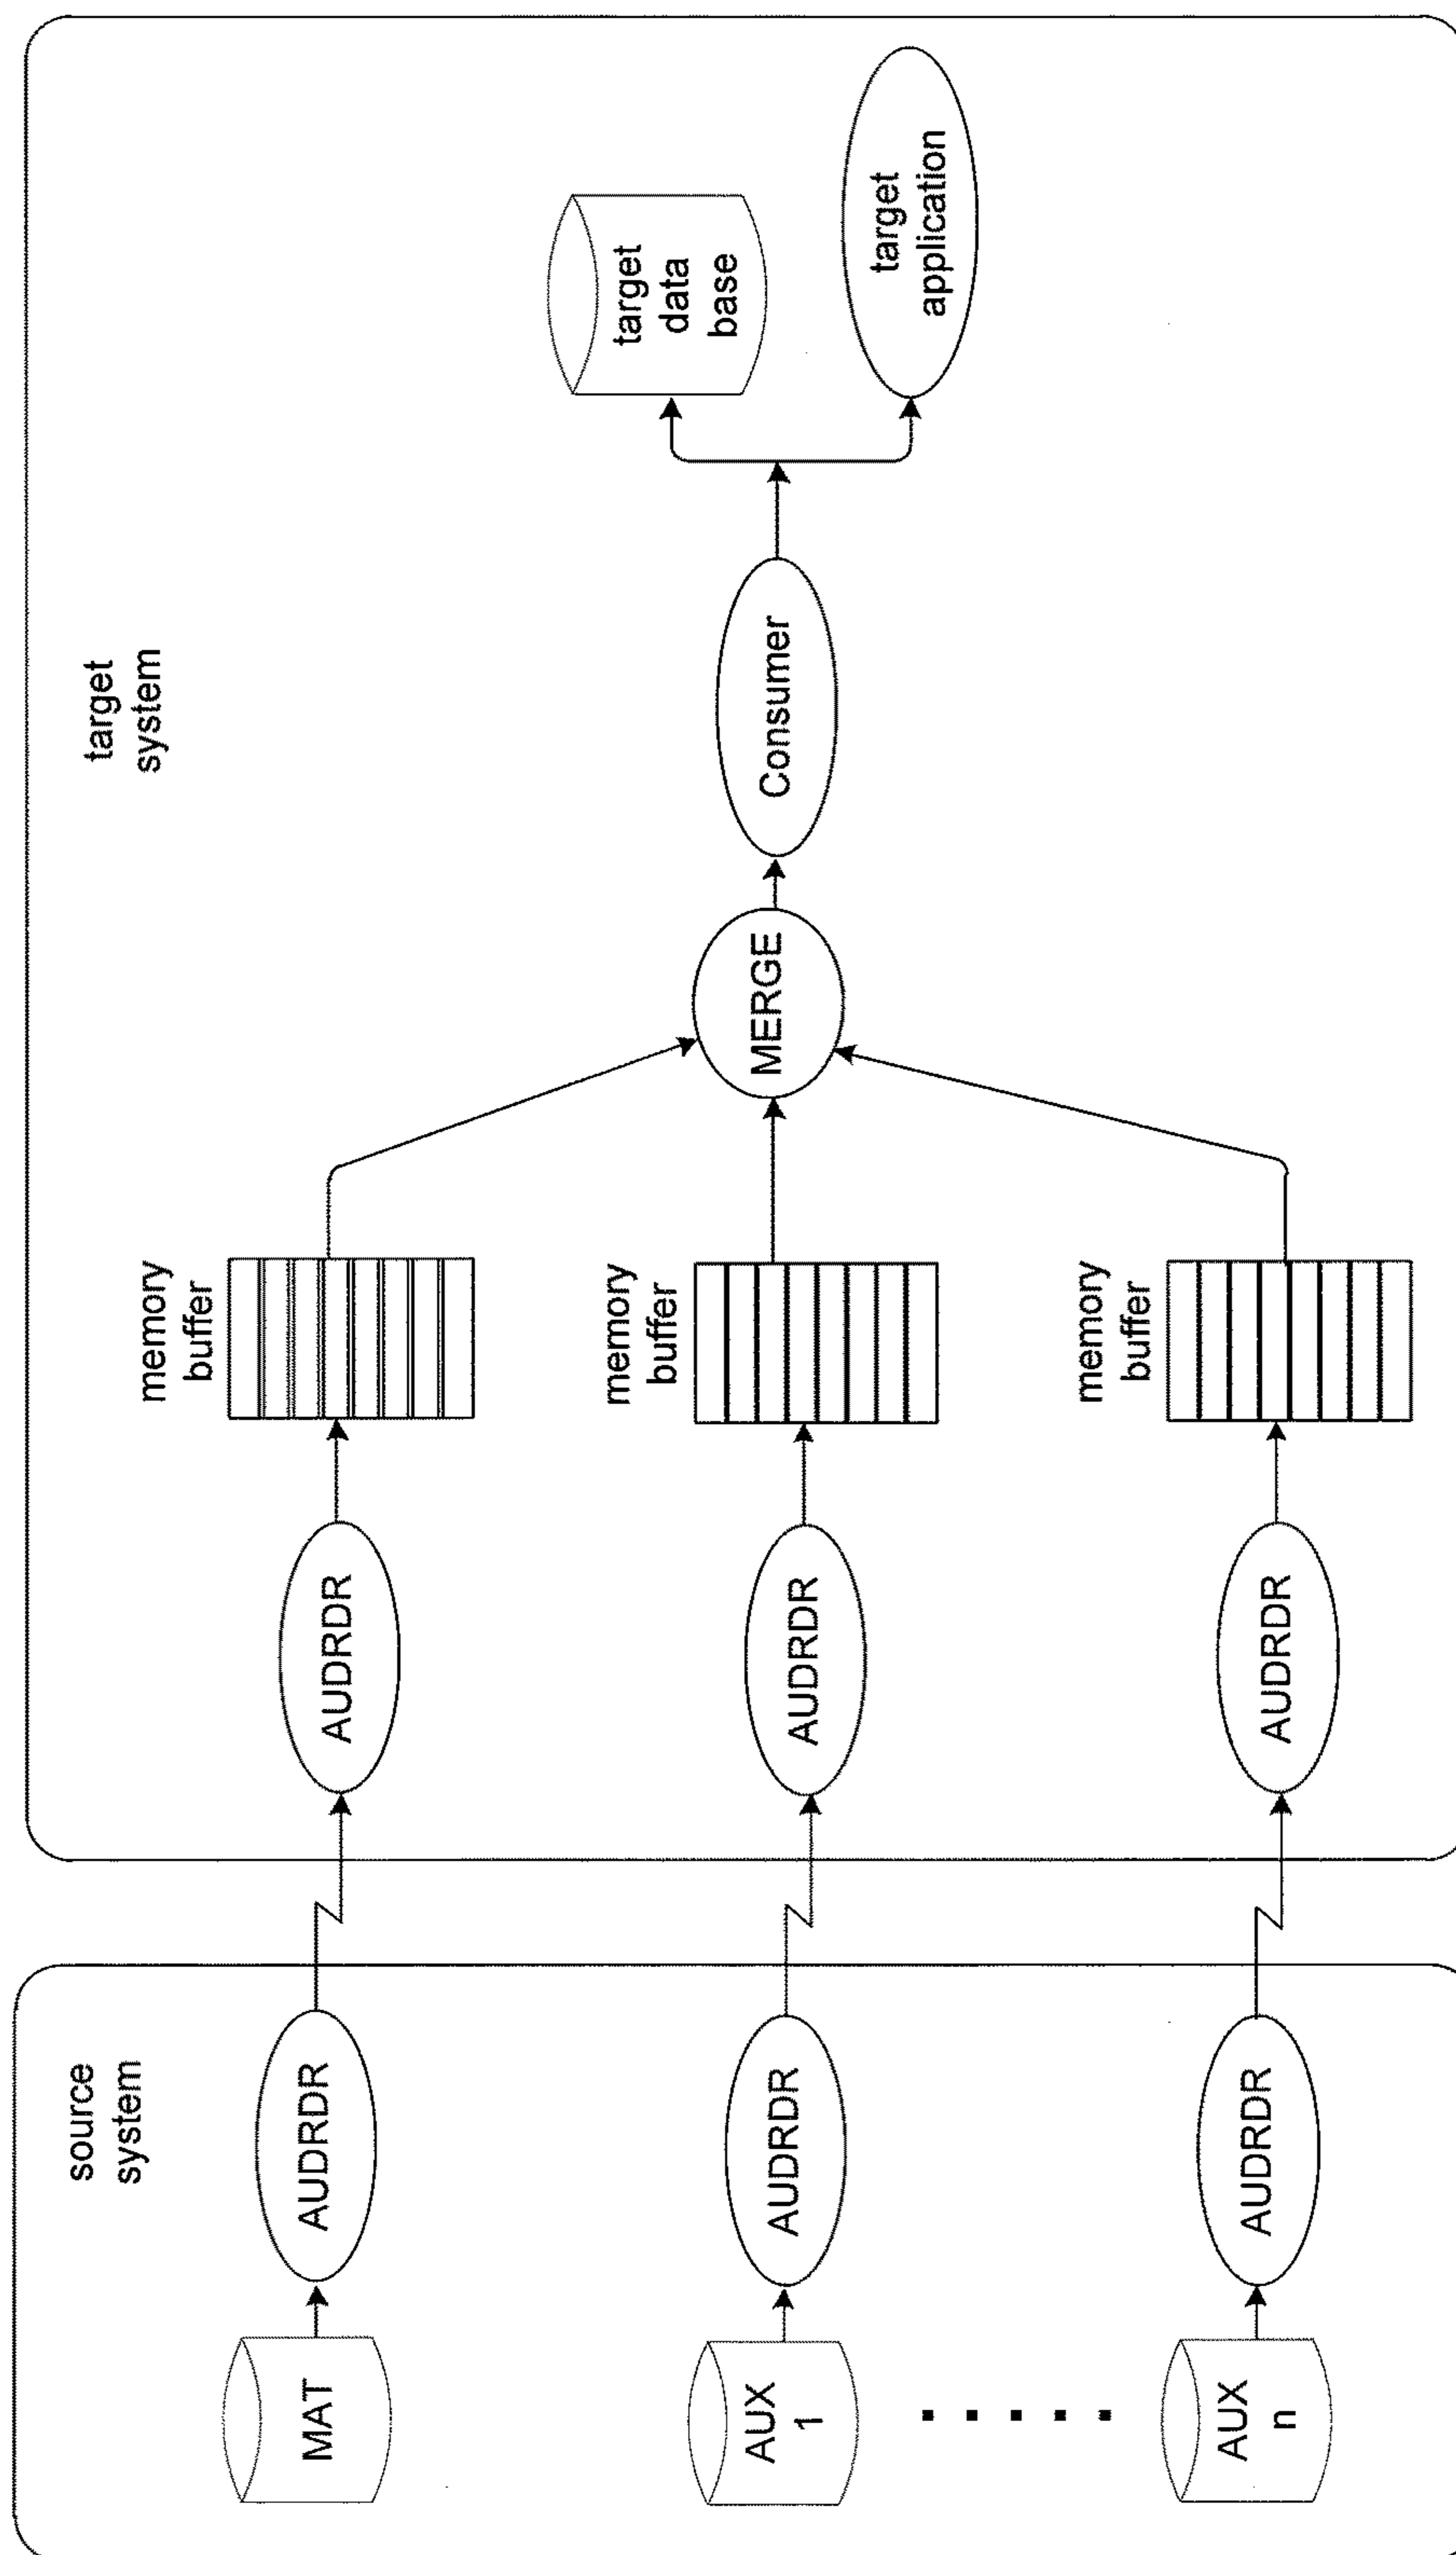 source
system
target
system
MAT
AUDRDR
AUDRDR
memory
buffer
AUX
1
AUDRDR
AUDRDR
memory
buffer
AUX
n
AUDRDR
AUDRDR
memory
buffer
MERGE
Consumer
target
data
base
target
application